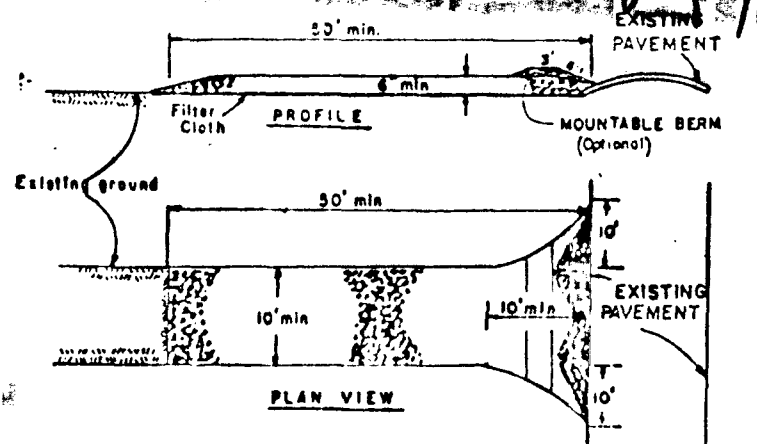 50' min.
EXISTING
PAVEMENT
3'
6" min
Filter
Cloth
PROFILE
MOUNTABLE BERM
(Optional)
Existing ground
50' min
10'
10' min
10' min
EXISTING
PAVEMENT
10'
PLAN VIEW